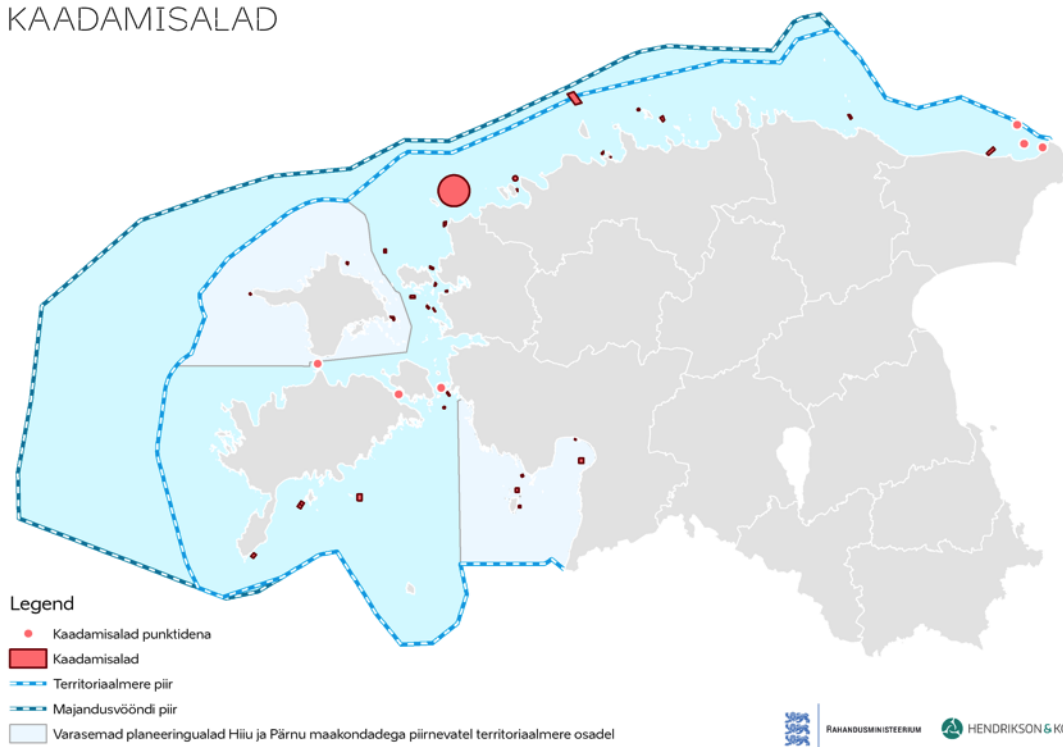 KAADAMISALAD
Legend
Kaadamisalad punktidena
Kaadamisalad
Territoriaalmere piir
Majandusvööndi piir
Varasemad planeeringualad Hiiu ja Pärnu maakondadega piirnevatel territoriaalmere osadel
RAHANDUSMINISTEERIUM
HENDRIKSON &